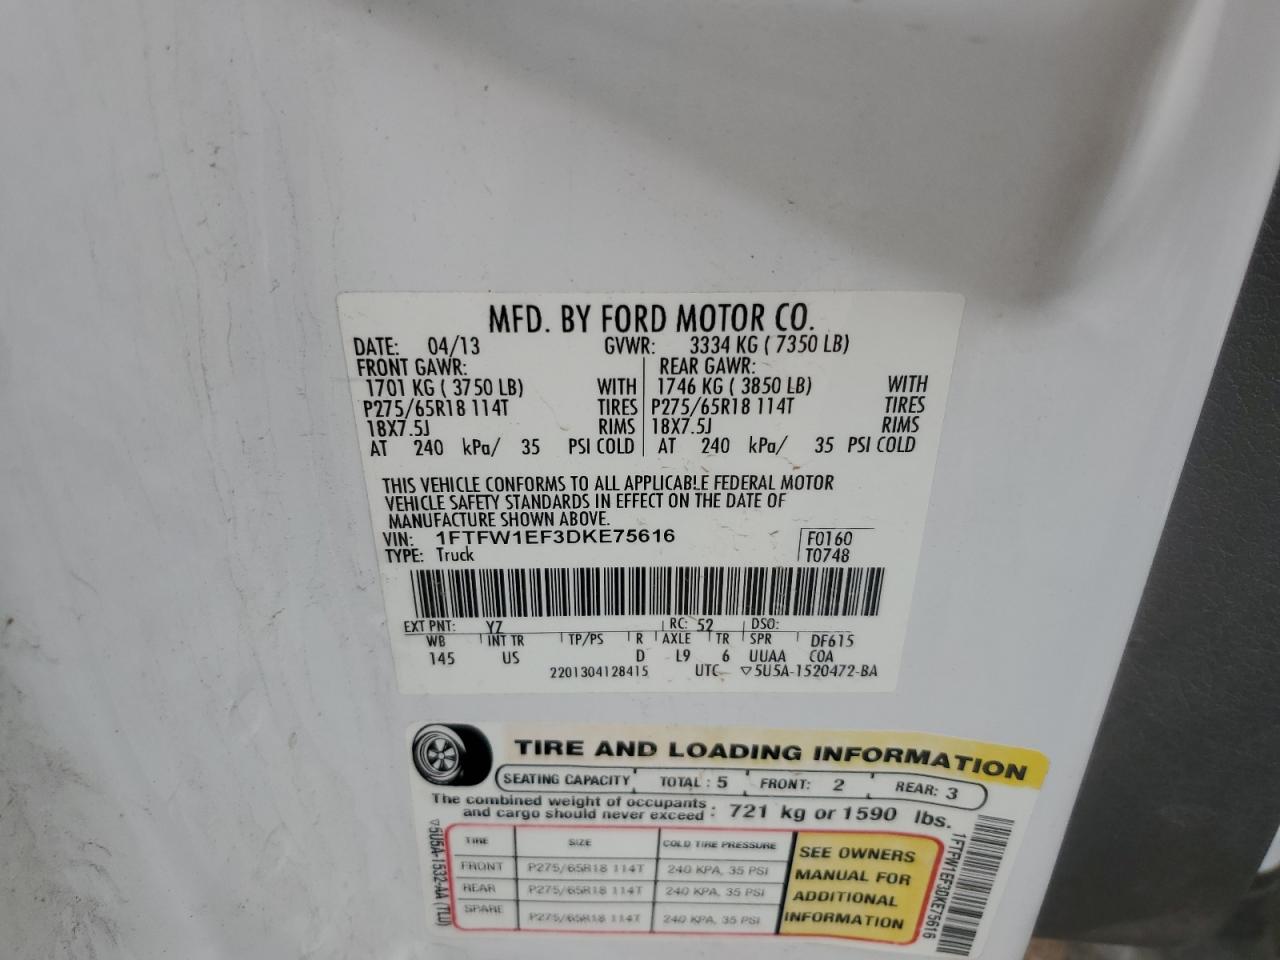 MFD. BY FORD MOTOR CO.
DATE: 04/13 GVWR: 3334 KG ( 7350 LB)
FRONT GAWR: REAR GAWR:
1701 KG ( 3750 LB) WITH 1746 KG ( 3850 LB) WITH
P275/65R18 114T TIRES P275/65R18 114T TIRES
18X7.5J RIMS 18X7.5J RIMS
AT 240 kPa/ 35 PSI COLD AT 240 kPa/ 35 PSI COLD
THIS VEHICLE CONFORMS TO ALL APPLICABLE FEDERAL MOTOR
VEHICLE SAFETY STANDARDS IN EFFECT ON THE DATE OF
MANUFACTURE SHOWN ABOVE.
VIN: 1FTFW1EF3DKE75616 F0160
TYPE: Truck T0748
EXT PNT: YZ RC: 52 DSO:
WB INT TR TP/PS R AXLE TR SPR DF615
145 US D L9 6 UUAA COA
2201304128415 UTC ▽5U5A-1520472-BA
TIRE AND LOADING INFORMATION
SEATING CAPACITY TOTAL : 5 FRONT: 2 REAR: 3
The combined weight of occupants
and cargo should never exceed : 721 kg or 1590 lbs.
TIRE SIZE COLD TIRE PRESSURE
FRONT P275/65R18 114T 240 KPA, 35 PSI
REAR P275/65R18 114T 240 KPA, 35 PSI
SPARE P275/65R18 114T 240 KPA, 35 PSI
SEE OWNERS
MANUAL FOR
ADDITIONAL
INFORMATION
▽5U5A-1532-AA (TLU)
1FTFW1EF3DKE75616